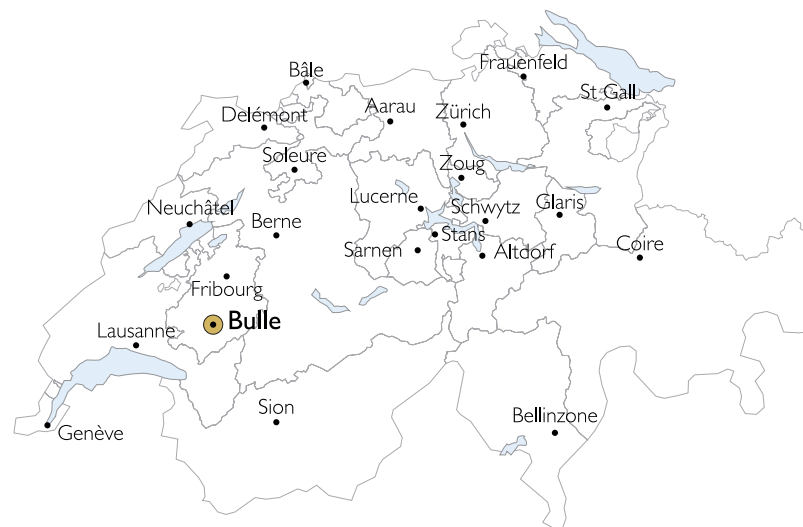 Frauenfeld
Bâle
St-Gall
Aarau
Zürich
Delémont
Soleure
Zoug
Lucerne
Glaris
Neuchâtel
Schwytz
Berne
Stans
Sarnen
Altdorf
Coire
Fribourg
Bulle
Lausanne
Sion
Bellinzone
Genève